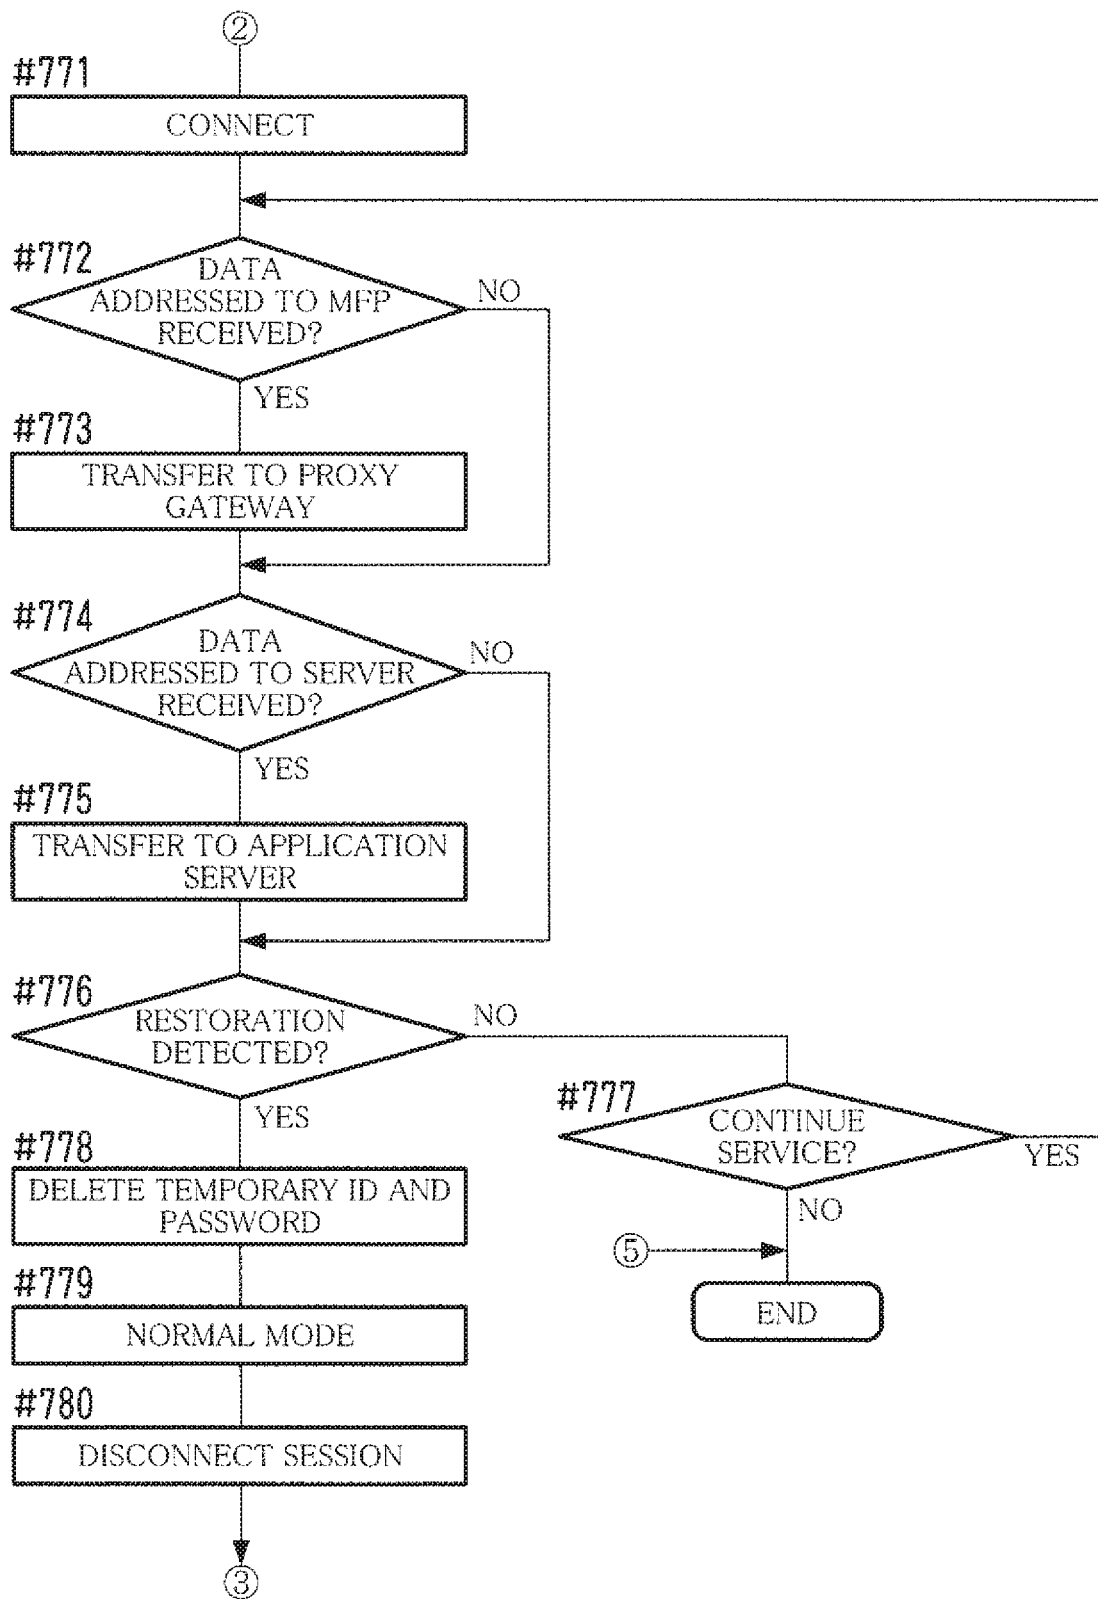 ②
#771
CONNECT
#772
DATA
ADDRESSED TO MFP
RECEIVED?
NO
YES
#773
TRANSFER TO PROXY
GATEWAY
#774
DATA
ADDRESSED TO SERVER
RECEIVED?
NO
YES
#775
TRANSFER TO APPLICATION
SERVER
#776
RESTORATION
DETECTED?
NO
YES
#777
CONTINUE
SERVICE?
YES
NO
⑤
END
#778
DELETE TEMPORARY ID AND
PASSWORD
#779
NORMAL MODE
#780
DISCONNECT SESSION
③